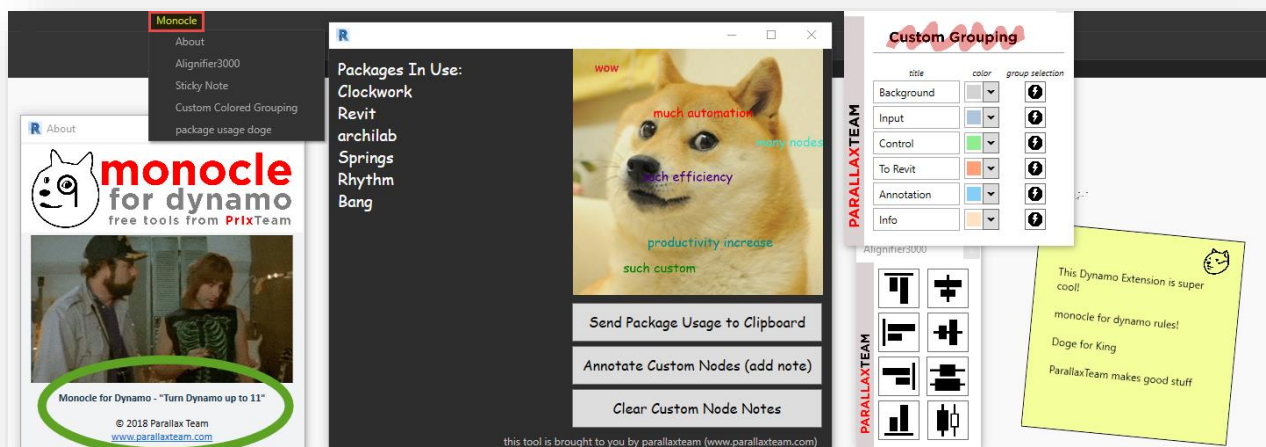 Monocle
About
Alignifier3000
Sticky Note
Custom Colored Grouping
package usage doge
R About
monocle
for dynamo
free tools from PrlxTeam
Monocle for Dynamo - "Turn Dynamo up to 11"
© 2018 Parallax Team
www.parallaxteam.com
R
Packages In Use:
Clockwork
Revit
archilab
Springs
Rhythm
Bang
wow
much automation
many nodes
such efficiency
productivity increase
such custom
Send Package Usage to Clipboard
Annotate Custom Nodes (add note)
Clear Custom Node Notes
this tool is brought to you by parallaxteam (www.parallaxteam.com)
PARALLAXTEAM
Custom Grouping
title color group selection
Background
Input
Control
To Revit
Annotation
Info
Alignifier3000
PARALLAXTEAM
This Dynamo Extension is super
cool!
monocle for dynamo rules!
Doge for King
ParallaxTeam makes good stuff